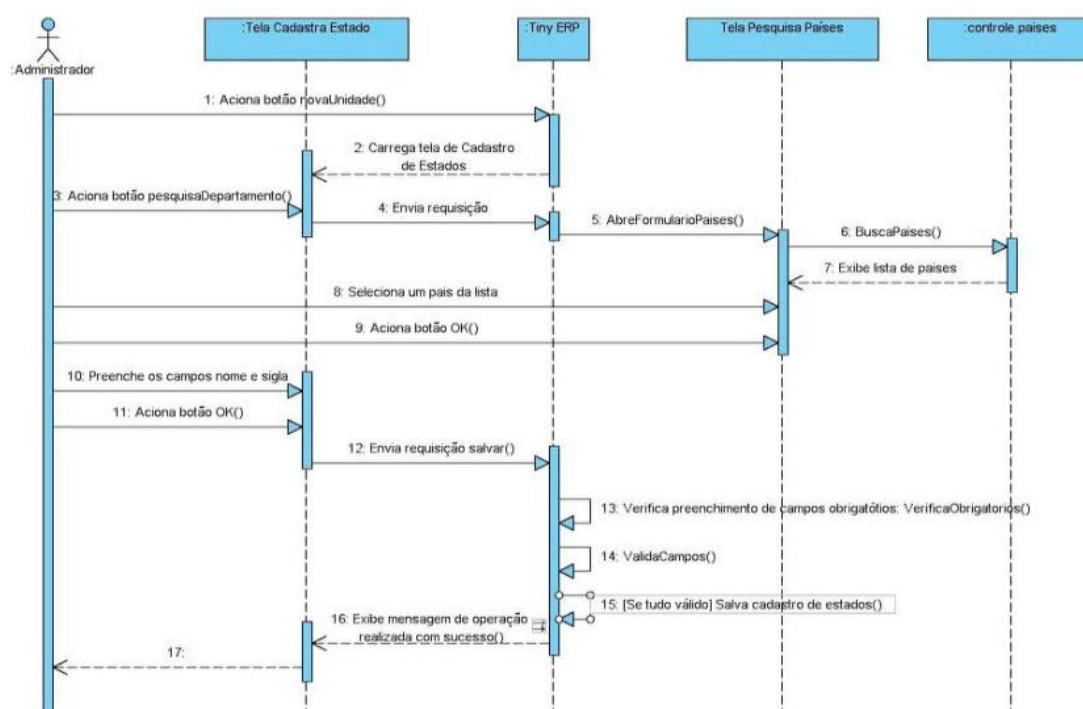 :Tela Cadastra Estado
:Tiny ERP
Tela Pesquisa Países
:controle.paises
:Administrador
1: Aciona botão novaUnidade()
2: Carrega tela de Cadastro
de Estados
3: Aciona botão pesquisaDepartamento()
4: Envia requisição
5: AbreFormularioPaises()
6: BuscaPaises()
7: Exibe lista de paises
8: Seleciona um pais da lista
9: Aciona botão OK()
10: Preenche os campos nome e sigla
11: Aciona botão OK()
12: Envia requisição salvar()
13: Verifica preenchimento de campos obrigatótios: VerificaObrigatorios()
14: ValidaCampos()
15: [Se tudo válido] Salva cadastro de estados()
16: Exibe mensagem de operação
realizada com sucesso()
17: